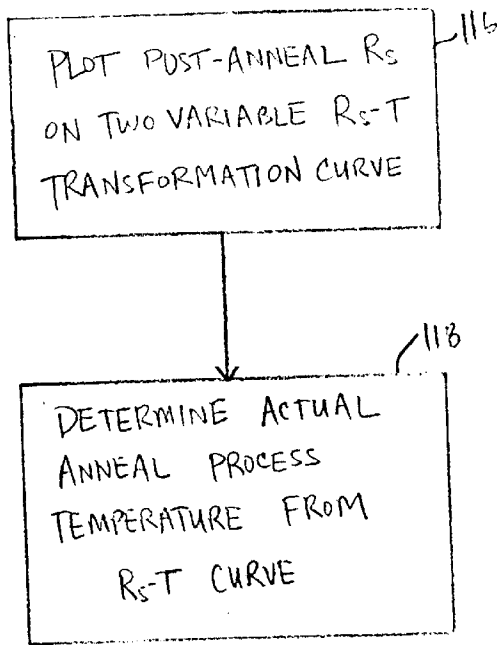 116
PLOT POST-ANNEAL Rs
ON TWO VARIABLE Rs-T
TRANSFORMATION CURVE
118
DETERMINE ACTUAL
ANNEAL PROCESS
TEMPERATURE FROM
Rs-T CURVE